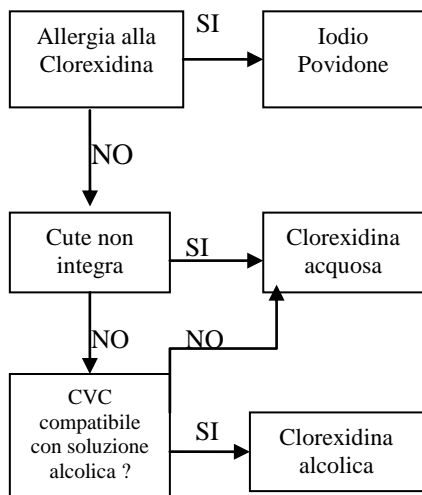 Allergia alla
Clorexidina
SI
Iodio
Povidone
NO
Cute non
integra
SI
Clorexidina
acquosa
NO
NO
CVC
compatibile
con soluzione
alcolica ?
SI
Clorexidina
alcolica